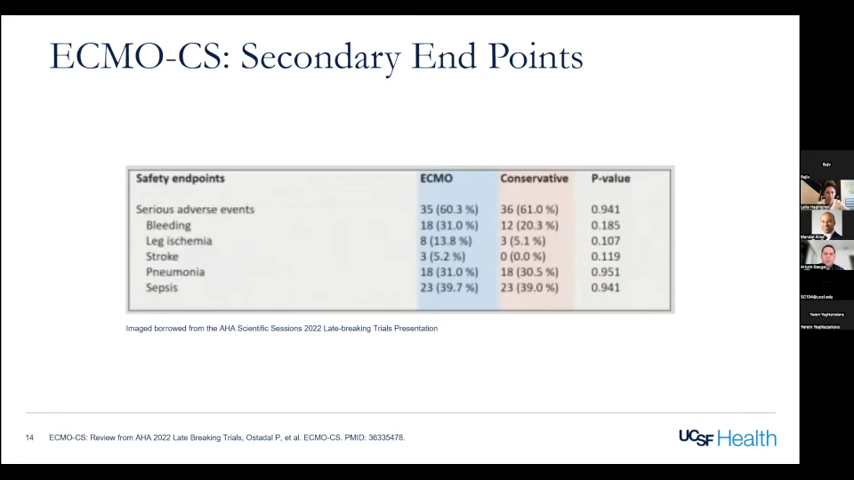 ECMO-CS: Secondary End Points
Safety endpoints ECMO Conservative P-value
Serious adverse events 35 (60.3 %) 36 (61.0 %) 0.941
Bleeding 18 (31.0 %) 12 (20.3 %) 0.185
Leg ischemia 8 (13.8 %) 3 (5.1 %) 0.107
Stroke 3 (5.2 %) 0 (0.0 %) 0.119
Pneumonia 18 (31.0 %) 18 (30.5 %) 0.951
Sepsis 23 (39.7 %) 23 (39.0 %) 0.941
Imaged borrowed from the AHA Scientific Sessions 2022 Late-breaking Trials Presentation
14 ECMO-CS: Review from AHA 2022 Late Breaking Trials, Ostadal P, et al. ECMO-CS. PMID: 36335478.
UCSF Health
Rajiv
Rajiv
Arturo
Yerem Yeghiazarians